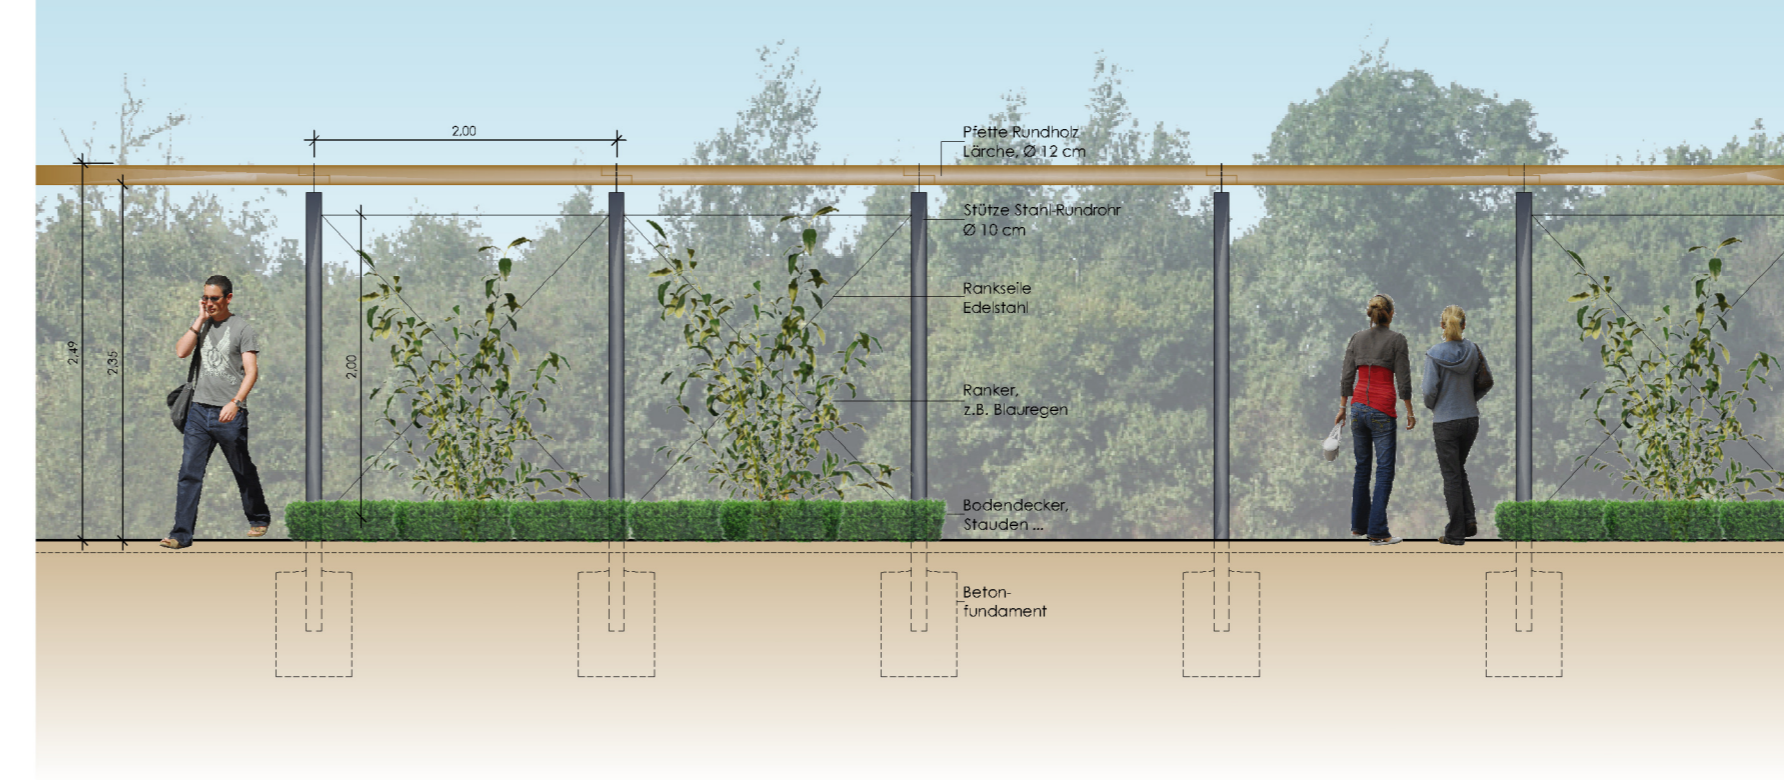 2,00
Pfette Rundholz
Lärche, Ø 12 cm
Stütze Stahl-Rundrohr
Ø 10 cm
Rankseile
Edelstahl
2,49
2,35
2,00
Ranker,
z.B. Blauregen
Bodendecker,
Stauden ...
Beton-
fundament